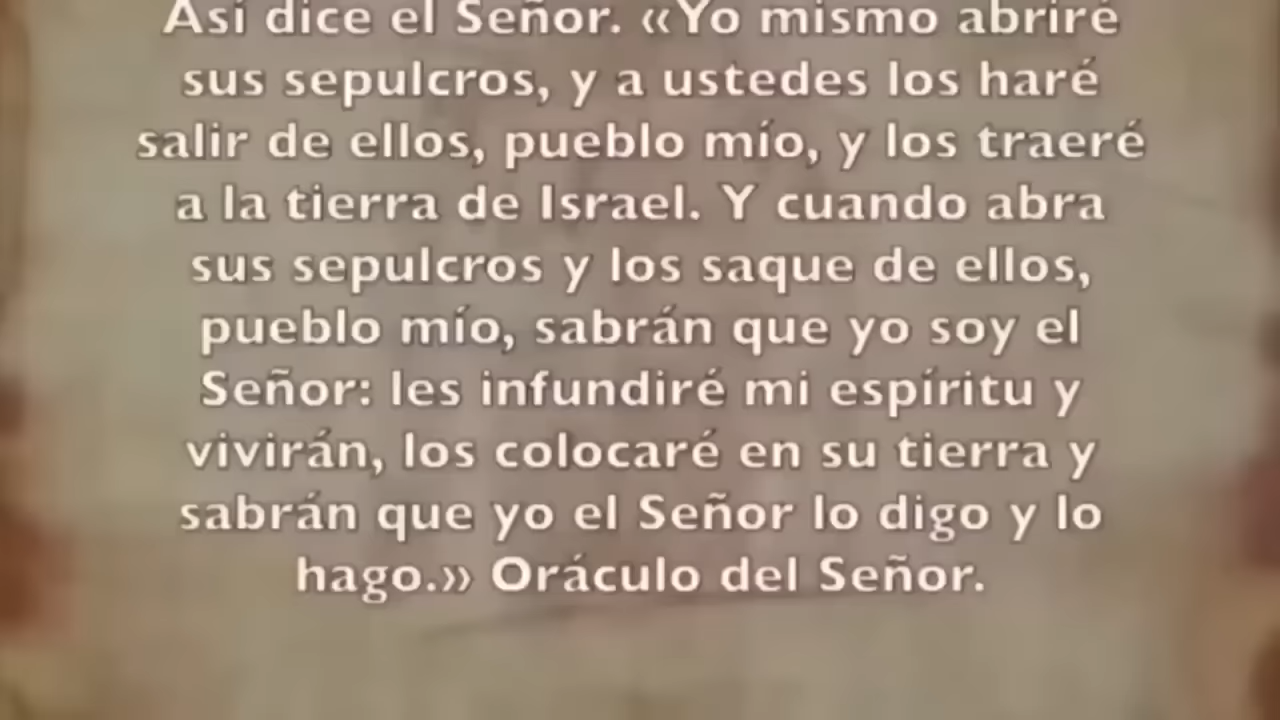 Así dice el Señor. «Yo mismo abriré
sus sepulcros, y a ustedes los haré
salir de ellos, pueblo mío, y los traeré
a la tierra de Israel. Y cuando abra
sus sepulcros y los saque de ellos,
pueblo mío, sabrán que yo soy el
Señor: les infundiré mi espíritu y
vivirán, los colocaré en su tierra y
sabrán que yo el Señor lo digo y lo
hago.» Oráculo del Señor.